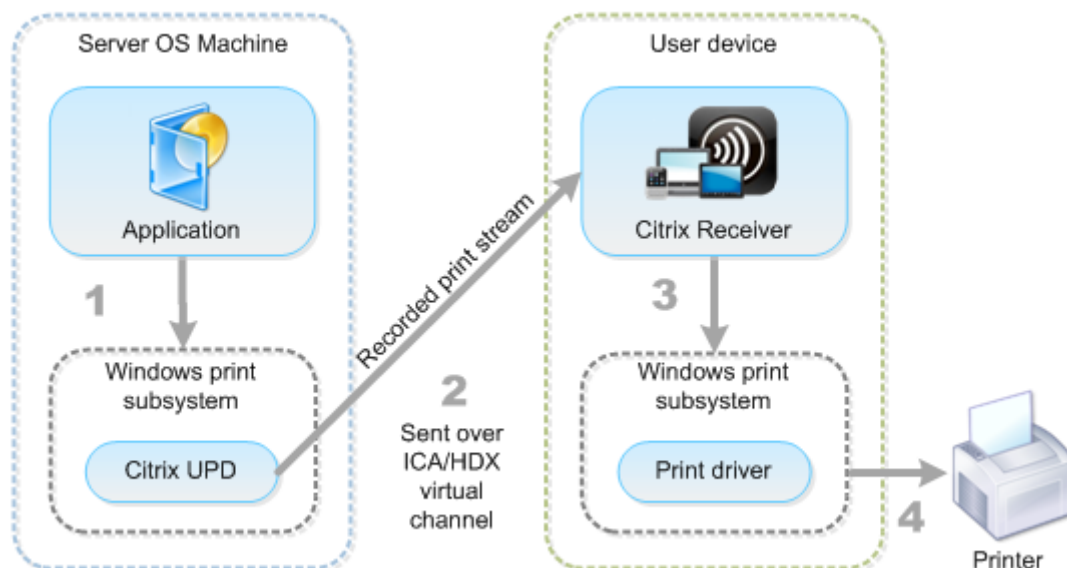 Server OS Machine
Application
1
Windows print
subsystem
Citrix UPD
Recorded print stream
2
Sent over
ICA/HDX
virtual
channel
User device
Citrix Receiver
3
Windows print
subsystem
Print driver
4
Printer